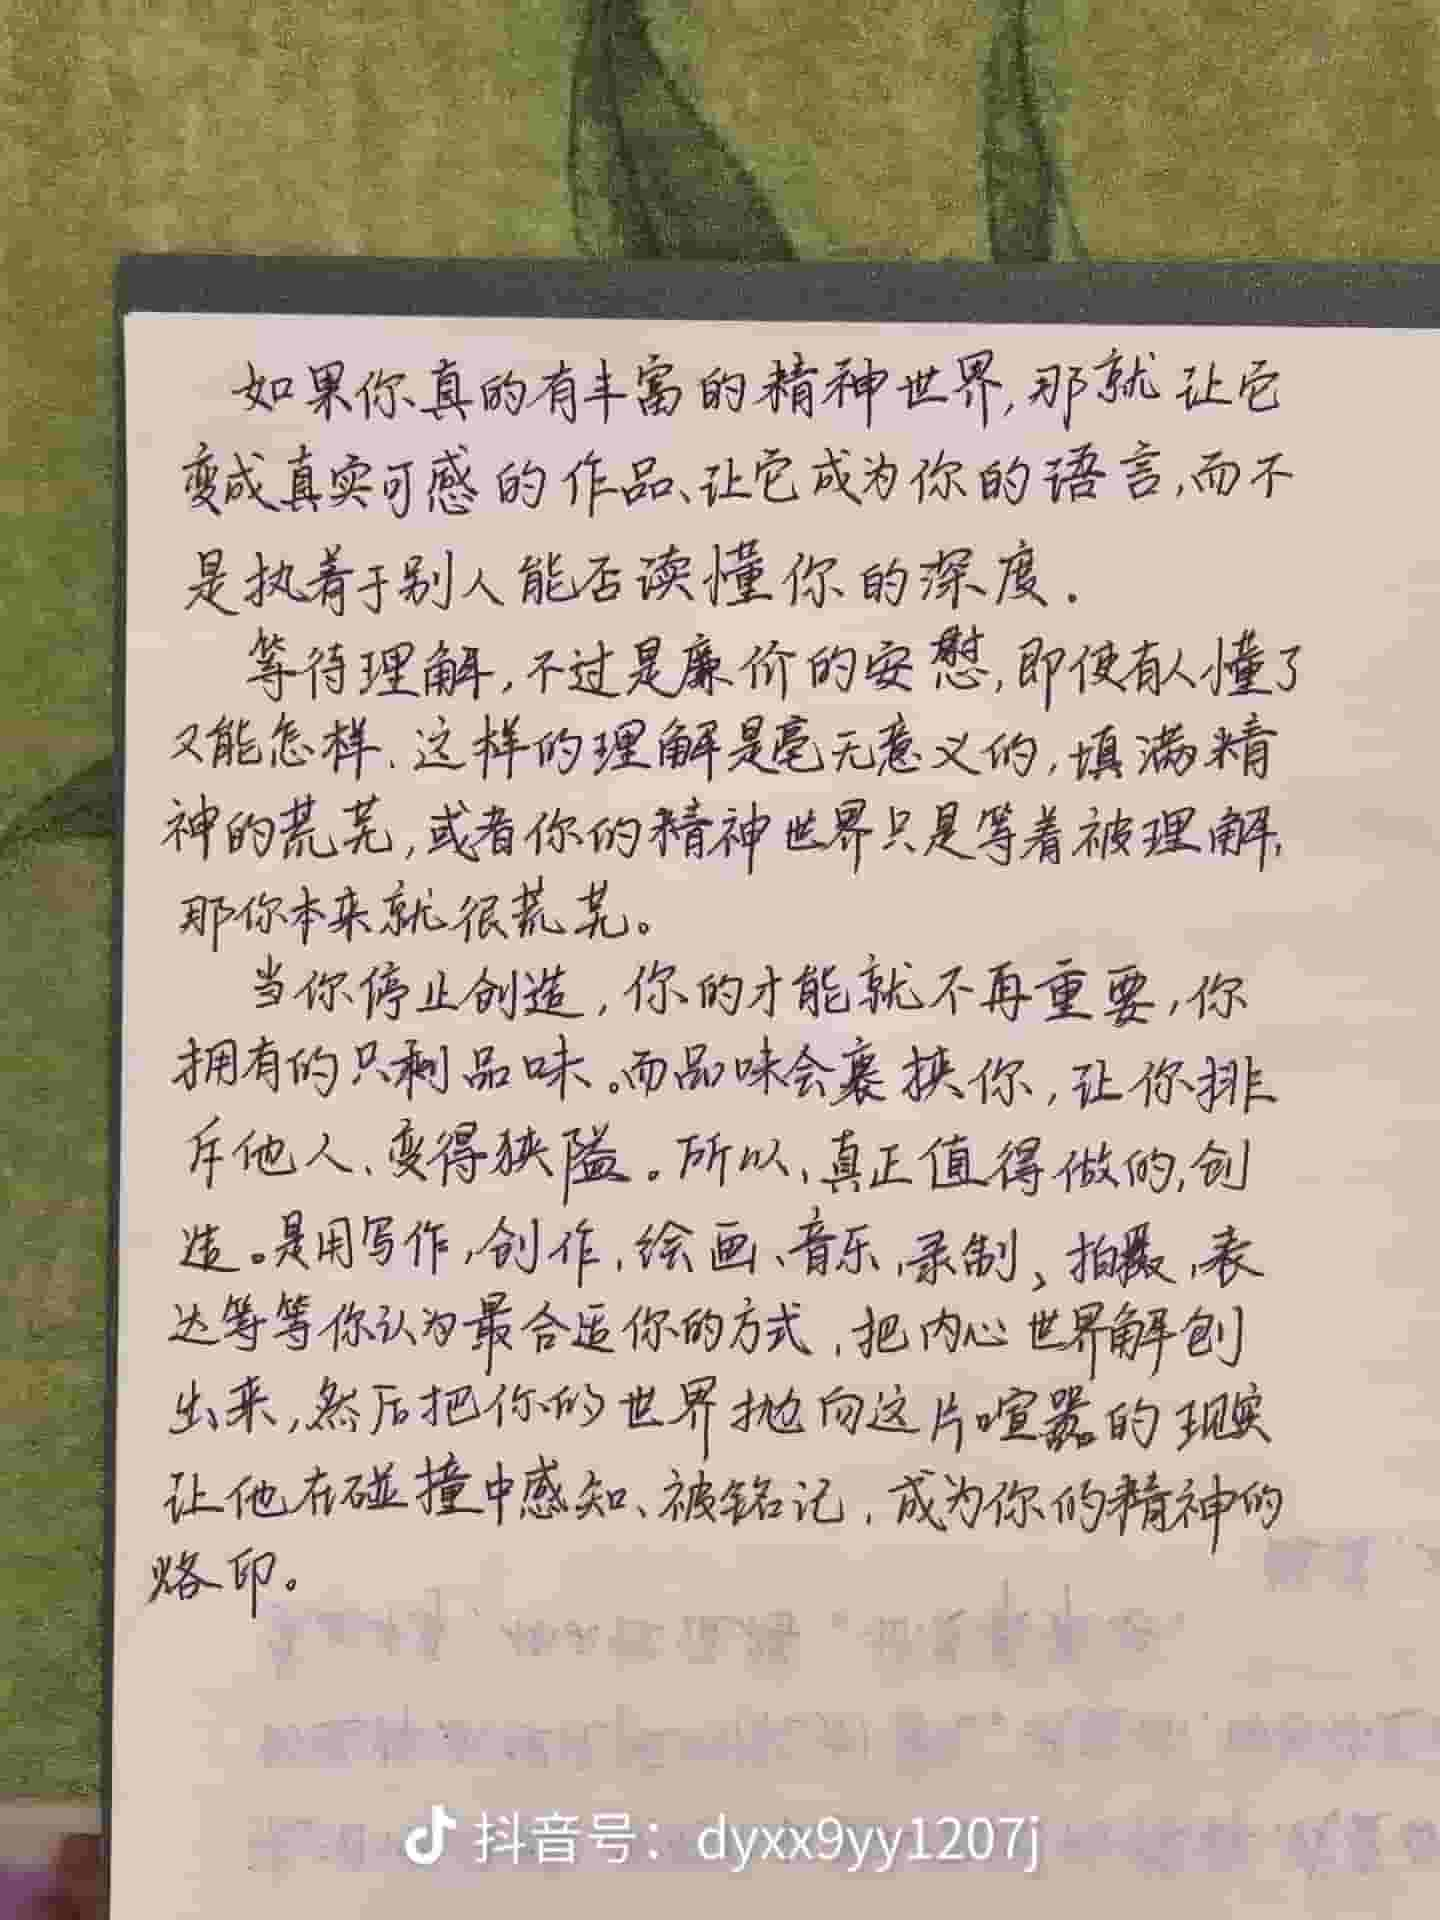 如果你真的有丰富的精神世界,那就让它
变成真实可感的作品、让它成为你的语言,而不
是执着于别人能否读懂你的深度.
等待理解,不过是廉价的安慰,即使有人懂了
又能怎样、这样的理解是毫无意义的,填满精
神的荒芜,或者你的精神世界只是等着被理解,
那你本来就很荒芜。
当你停止创造,你的才能就不再重要,你
拥有的只剩品味。而品味会裹挟你,让你排
斥他人、变得狭隘。所以、真正值得做的,创
造。是用写作,创作,绘画、音乐,录制、拍摄,表
达等等你认为最合适你的方式,把内心世界解刨
出来,然后把你的世界抛向这片喧嚣的现实
让他在碰撞中感知、被铭记,成为你的精神的
烙印。
抖音号: dyxx9yy1207j